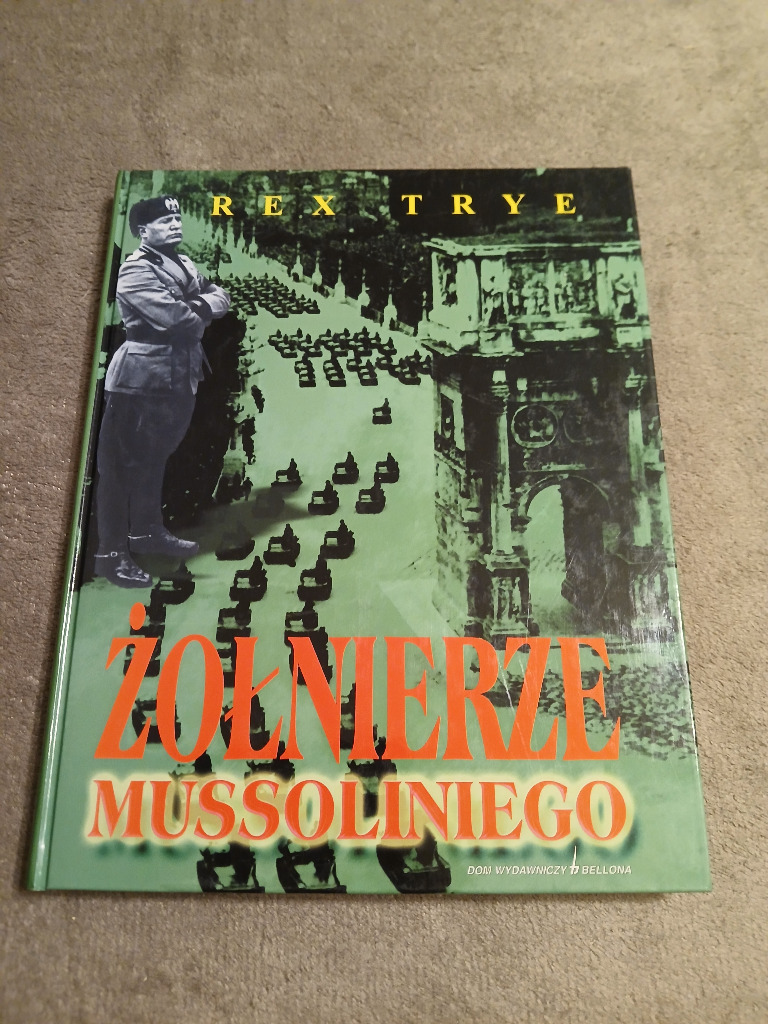 REX TRYE
ŻOŁNIERZE
MUSSOLINIEGO
DOM WYDAWNICZY BELLONA